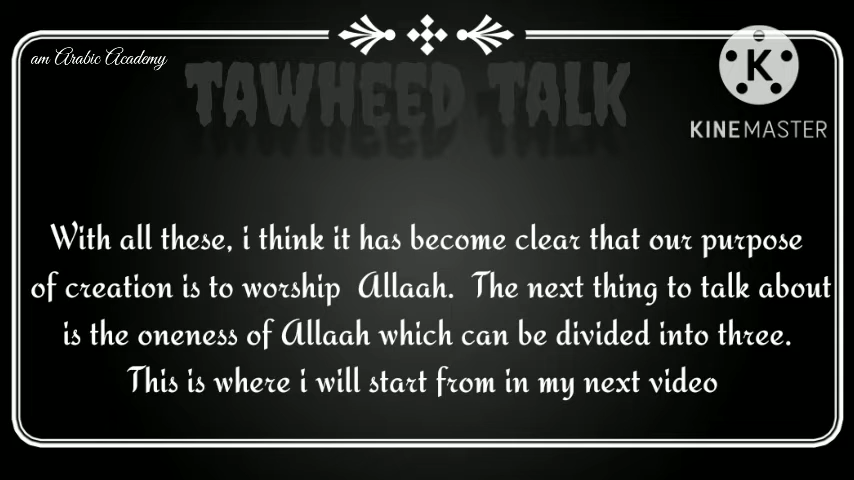 am Arabic Academy
TAWHEED TALK
K
KINEMASTER
With all these, i think it has become clear that our purpose
of creation is to worship Allaah. The next thing to talk about
is the oneness of Allaah which can be divided into three.
This is where i will start from in my next video